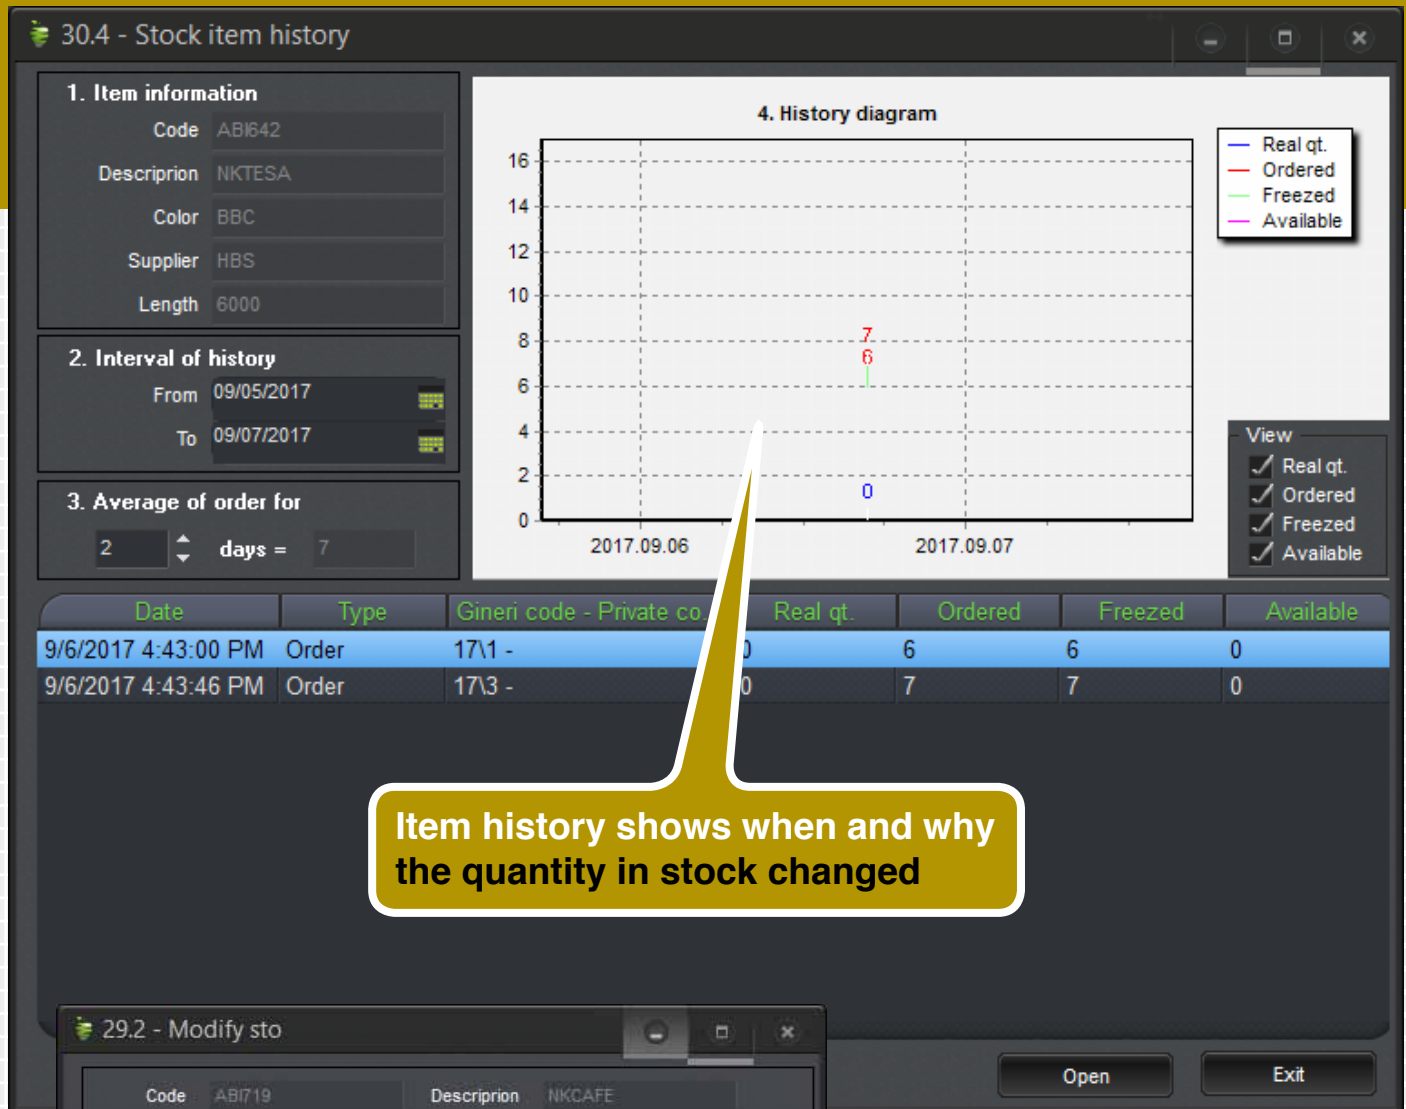 30.4 - Stock item history
1. Item information
Code ABI642
Descriprion NKTESA
Color BBC
Supplier HBS
Length 6000
2. Interval of history
From 09/05/2017
To 09/07/2017
3. Average of order for
2 days = 7
4. History diagram
16
14
12
10
8
6
4
2
0
7
6
0
2017.09.06 2017.09.07
Real qt.
Ordered
Freezed
Available
View
Real qt.
Ordered
Freezed
Available
Date Type Gineri code - Private co. Real qt. Ordered Freezed Available
9/6/2017 4:43:00 PM Order 17\1 - 0 6 6 0
9/6/2017 4:43:46 PM Order 17\3 - 0 7 7 0
Item history shows when and why
the quantity in stock changed
29.2 - Modify sto
Code ABI719 Descriprion NKCAFE
Open Exit